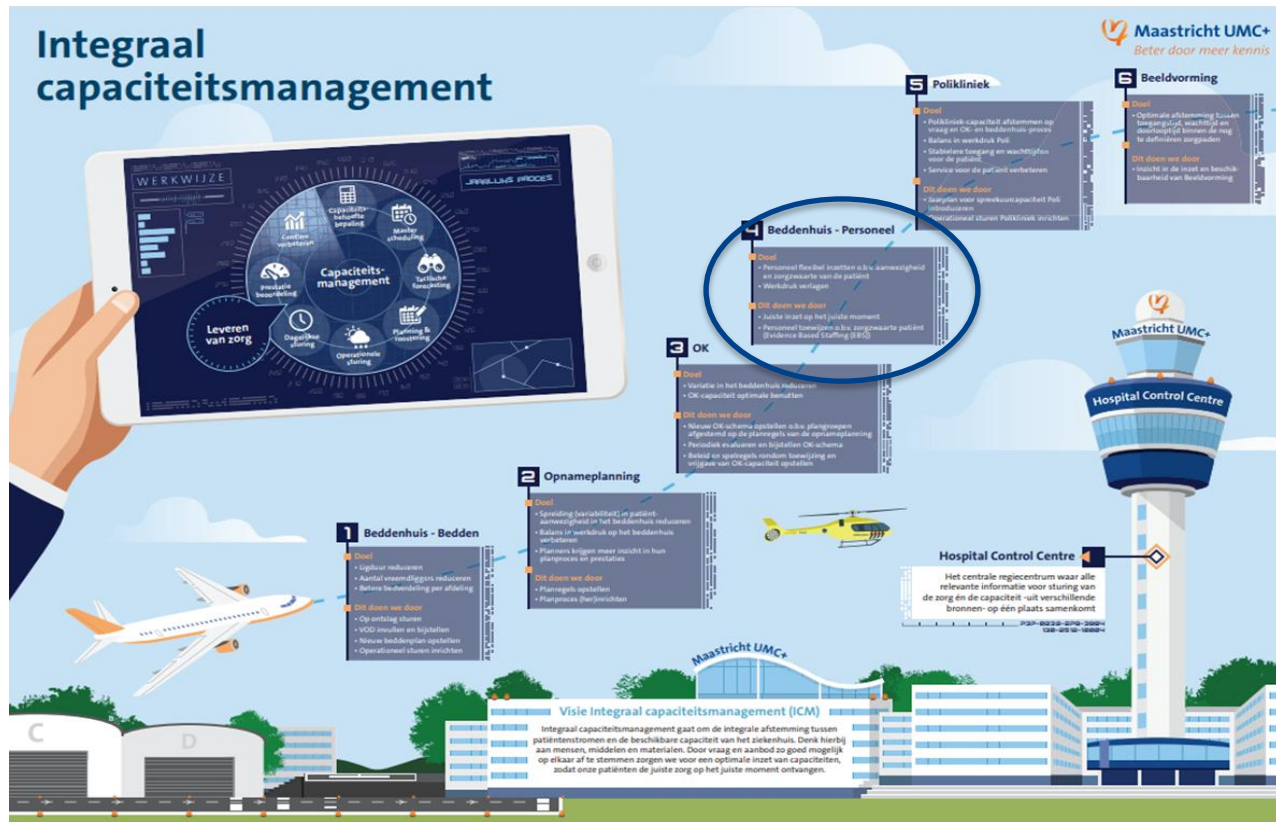 Integraal
capaciteitsmanagement
Maastricht UMC+
Beter door meer kennis
WERKWIJZE
JAARLIJKS PROCES
Capaciteits-
management
Continu
verbeteren
Capaciteits-
behoefte
bepaling
Master
scheduling
Tactische
forecasting
Planning &
roostering
Operationele
sturing
Dagelijkse
sturing
Leveren
van zorg
Prestatie
beoordeling
1 Beddenhuis - Bedden
Doel
• Ligduur reduceren
• Aantal vreemdliggers reduceren
• Betere bedverdeling per afdeling
Dit doen we door
• Op ontslag sturen
• VOD invullen en bijstellen
• Nieuw beddenplan opstellen
• Operationeel sturen inrichten
2 Opnameplanning
Doel
• Spreiding (variabiliteit) in patiënt-
aanwezigheid in het beddenhuis reduceren
• Balans in werkdruk op het beddenhuis
verbeteren
• Planners krijgen meer inzicht in hun
planproces en prestaties
Dit doen we door
• Planregels opstellen
• Planproces (her)inrichten
3 OK
Doel
• Variatie in het beddenhuis reduceren
• OK-capaciteit optimale benutten
Dit doen we door
• Nieuw OK-schema opstellen o.b.v. plangroepen
afgestemd op de planregels van de opnameplanning
• Periodiek evalueren en bijstellen OK-schema
• Beleid en spelregels rondom toewijzing en
vrijgave van OK-capaciteit opstellen
4 Beddenhuis - Personeel
Doel
• Personeel flexibel inzetten o.b.v. aanwezigheid
en zorgzwaarte van de patiënt
• Werkdruk verlagen
Dit doen we door
• Juiste inzet op het juiste moment
• Personeel toewijzen o.b.v. zorgzwaarte patiënt
(Evidence Based Staffing (EBS))
5 Polikliniek
Doel
• Polikliniek-capaciteit afstemmen op
vraag en OK- en beddenhuis-proces
• Balans in werkdruk Poli
• Stabielere toegang en wachttijden
voor de patiënt
• Service voor de patiënt verbeteren
Dit doen we door
• Jaarplan voor spreekuurcapaciteit Poli
introduceren
• Operationeel sturen Polikliniek inrichten
6 Beeldvorming
Doel
• Optimale afstemming tussen
toegangstijd, wachttijd en
doorlooptijd binnen de nog
te definiëren zorgpaden
Dit doen we door
• Inzicht in de inzet en beschik-
baarheid van Beeldvorming
Maastricht UMC+
Hospital Control Centre
Hospital Control Centre
Het centrale regiecentrum waar alle
relevante informatie voor sturing van
de zorg én de capaciteit -uit verschillende
bronnen- op één plaats samenkomt
Maastricht UMC+
Visie Integraal capaciteitsmanagement (ICM)
Integraal capaciteitsmanagement gaat om de integrale afstemming tussen
patiëntenstromen en de beschikbare capaciteit van het ziekenhuis. Denk hierbij
aan mensen, middelen en materialen. Door vraag en aanbod zo goed mogelijk
op elkaar af te stemmen zorgen we voor een optimale inzet van capaciteiten,
zodat onze patiënten de juiste zorg op het juiste moment ontvangen.
C
D